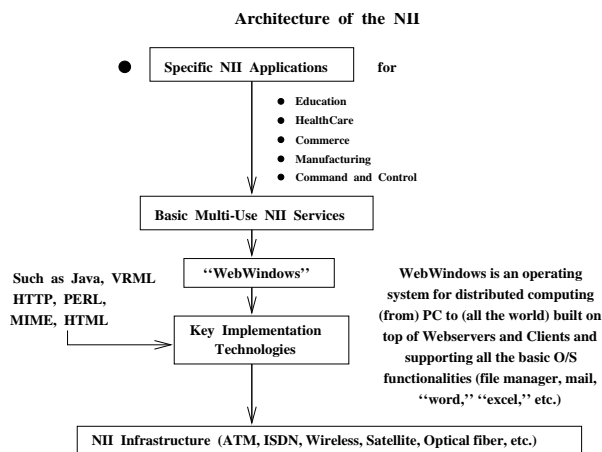 Architecture of the NII
● Specific NII Applications for
● Education
● HealthCare
● Commerce
● Manufacturing
● Command and Control
Basic Multi-Use NII Services
“WebWindows”
Such as Java, VRML
HTTP, PERL,
MIME, HTML
Key Implementation
Technologies
WebWindows is an operating
system for distributed computing
(from) PC to (all the world) built on
top of Webservers and Clients and
supporting all the basic O/S
functionalities (file manager, mail,
“word,” “excel,” etc.)
NII Infrastructure (ATM, ISDN, Wireless, Satellite, Optical fiber, etc.)